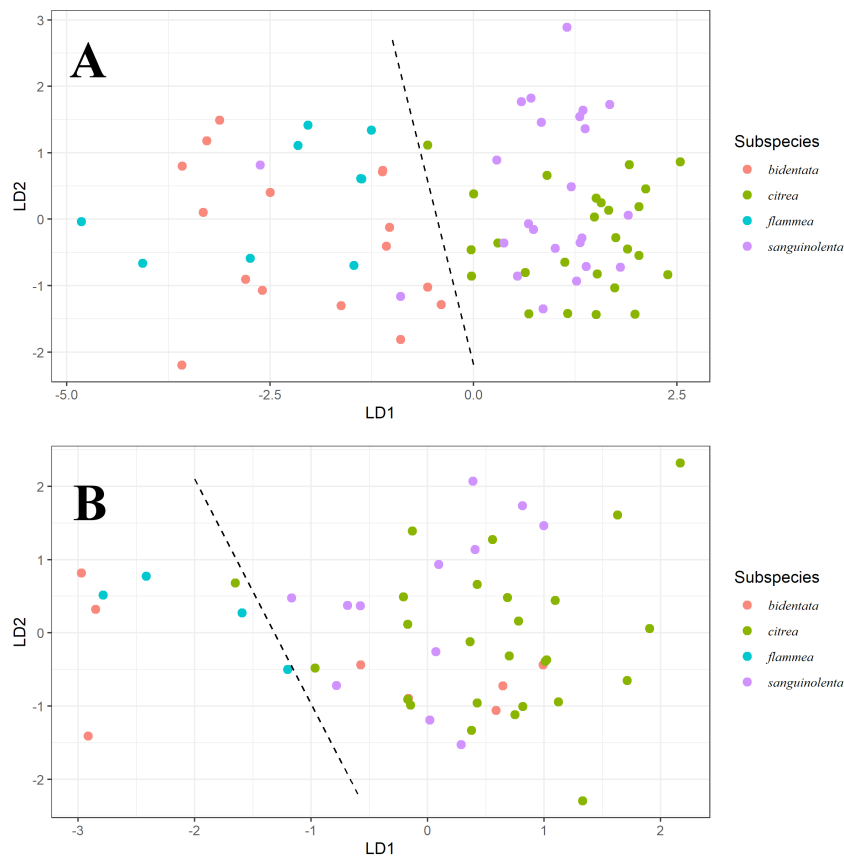 A
3
2
1
0
-1
-2
LD2
-5.0 -2.5 0.0 2.5
LD1
Subspecies
bidentata
citrea
flammea
sanguinolenta
B
2
1
0
-1
-2
LD2
-3 -2 -1 0 1 2
LD1
Subspecies
bidentata
citrea
flammea
sanguinolenta